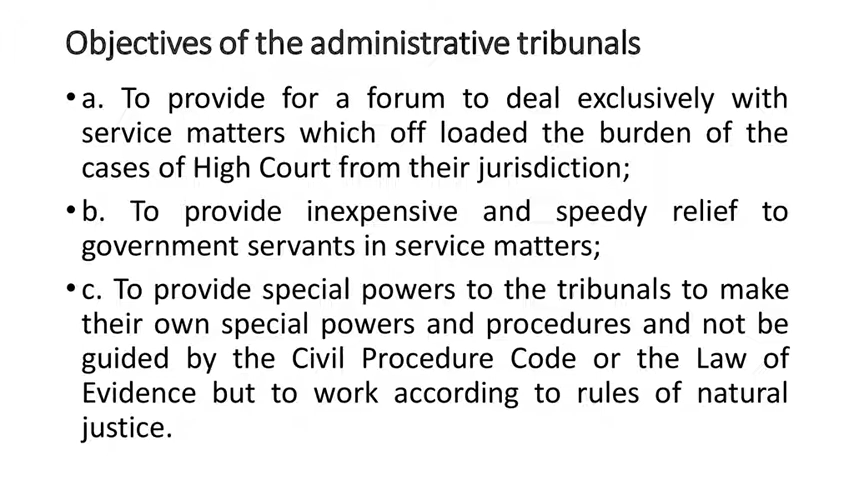 Objectives of the administrative tribunals
• a. To provide for a forum to deal exclusively with
service matters which off loaded the burden of the
cases of High Court from their jurisdiction;
• b. To provide inexpensive and speedy relief to
government servants in service matters;
• c. To provide special powers to the tribunals to make
their own special powers and procedures and not be
guided by the Civil Procedure Code or the Law of
Evidence but to work according to rules of natural
justice.